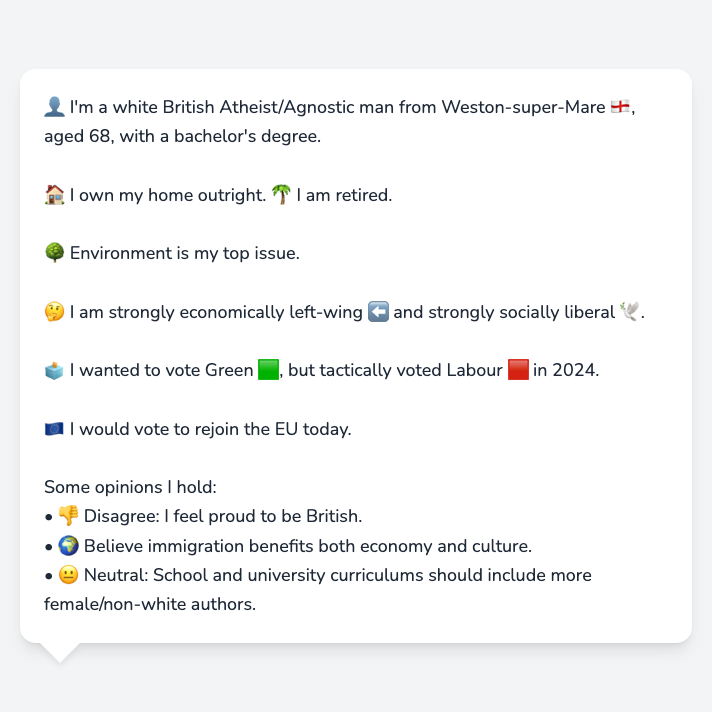 👤 I'm a white British Atheist/Agnostic man from Weston-super-Mare 🏴󠁧󠁢󠁥󠁮󠁧󠁿,
aged 68, with a bachelor's degree.
🏠 I own my home outright. 🌴 I am retired.
🌳 Environment is my top issue.
🤔 I am strongly economically left-wing ⬅️ and strongly socially liberal 🕊️.
🗳️ I wanted to vote Green 🟩, but tactically voted Labour 🟥 in 2024.
🇪🇺 I would vote to rejoin the EU today.
Some opinions I hold:
• 👎 Disagree: I feel proud to be British.
• 🌍 Believe immigration benefits both economy and culture.
• 😐 Neutral: School and university curriculums should include more
female/non-white authors.